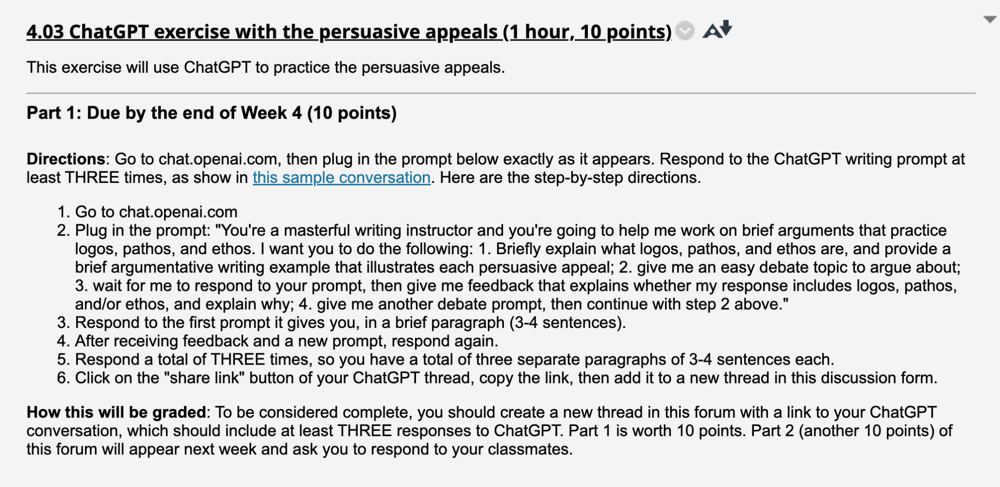 4.03 ChatGPT exercise with the persuasive appeals (1 hour, 10 points)
This exercise will use ChatGPT to practice the persuasive appeals.
Part 1: Due by the end of Week 4 (10 points)
Directions: Go to chat.openai.com, then plug in the prompt below exactly as it appears. Respond to the ChatGPT writing prompt at
least THREE times, as show in this sample conversation. Here are the step-by-step directions.
1. Go to chat.openai.com
2. Plug in the prompt: "You're a masterful writing instructor and you're going to help me work on brief arguments that practice
logos, pathos, and ethos. I want you to do the following: 1. Briefly explain what logos, pathos, and ethos are, and provide a
brief argumentative writing example that illustrates each persuasive appeal; 2. give me an easy debate topic to argue about;
3. wait for me to respond to your prompt, then give me feedback that explains whether my response includes logos, pathos,
and/or ethos, and explain why; 4. give me another debate prompt, then continue with step 2 above."
3. Respond to the first prompt it gives you, in a brief paragraph (3-4 sentences).
4. After receiving feedback and a new prompt, respond again.
5. Respond a total of THREE times, so you have a total of three separate paragraphs of 3-4 sentences each.
6. Click on the "share link" button of your ChatGPT thread, copy the link, then add it to a new thread in this discussion form.
How this will be graded: To be considered complete, you should create a new thread in this forum with a link to your ChatGPT
conversation, which should include at least THREE responses to ChatGPT. Part 1 is worth 10 points. Part 2 (another 10 points) of
this forum will appear next week and ask you to respond to your classmates.